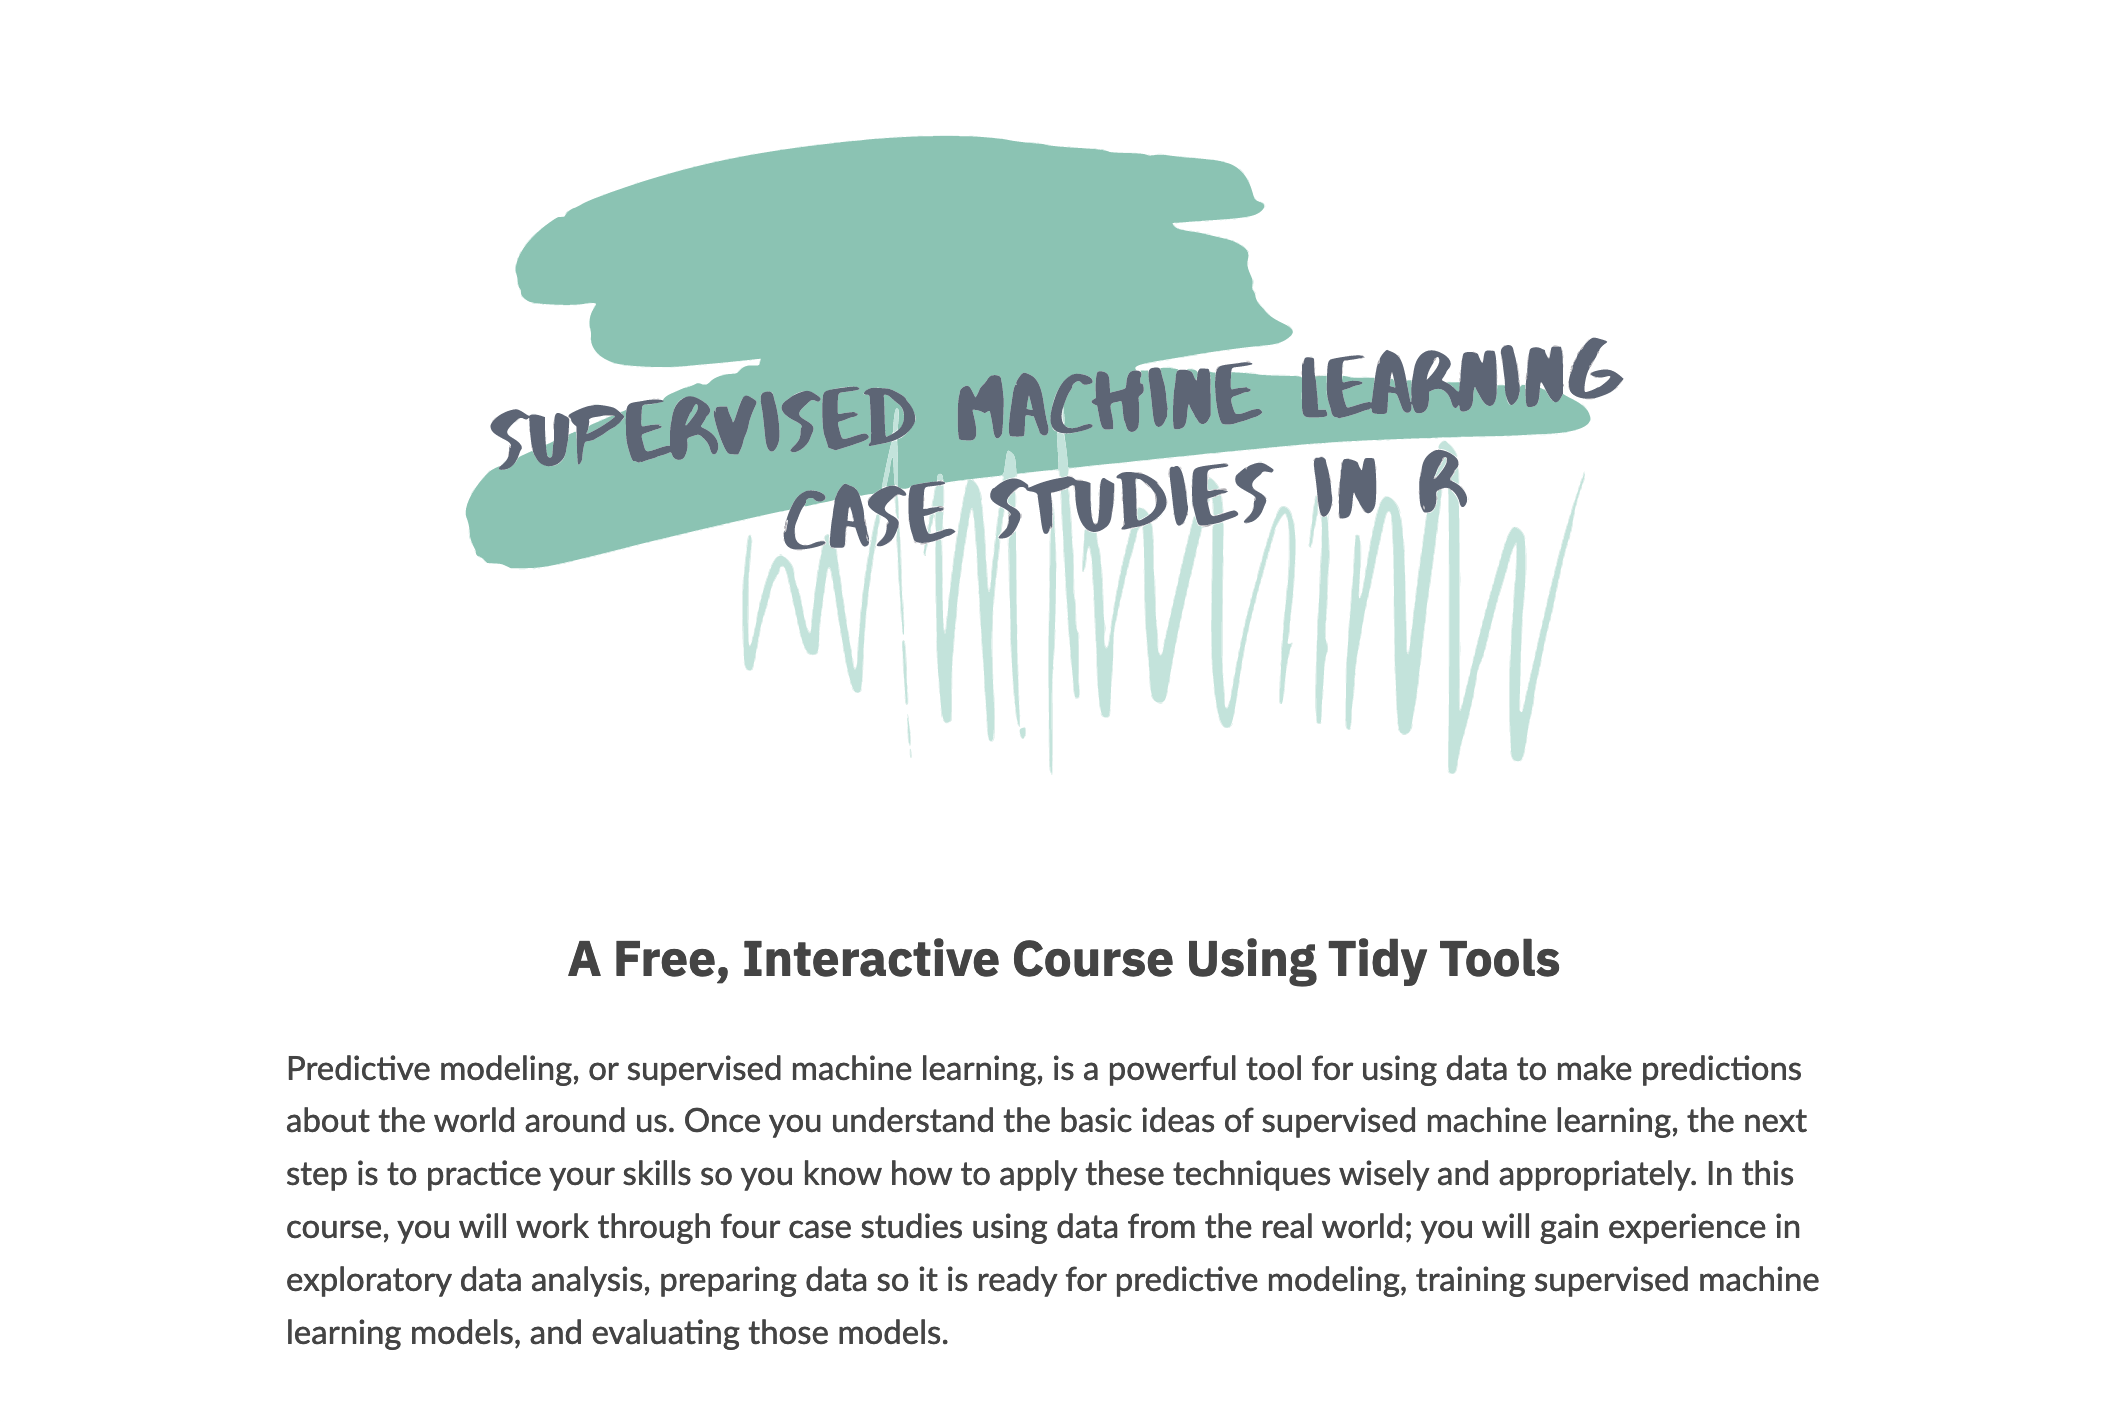 SUPERVISED MACHINE LEARNING
CASE STUDIES IN R
A Free, Interactive Course Using Tidy Tools
Predictive modeling, or supervised machine learning, is a powerful tool for using data to make predictions
about the world around us. Once you understand the basic ideas of supervised machine learning, the next
step is to practice your skills so you know how to apply these techniques wisely and appropriately. In this
course, you will work through four case studies using data from the real world; you will gain experience in
exploratory data analysis, preparing data so it is ready for predictive modeling, training supervised machine
learning models, and evaluating those models.